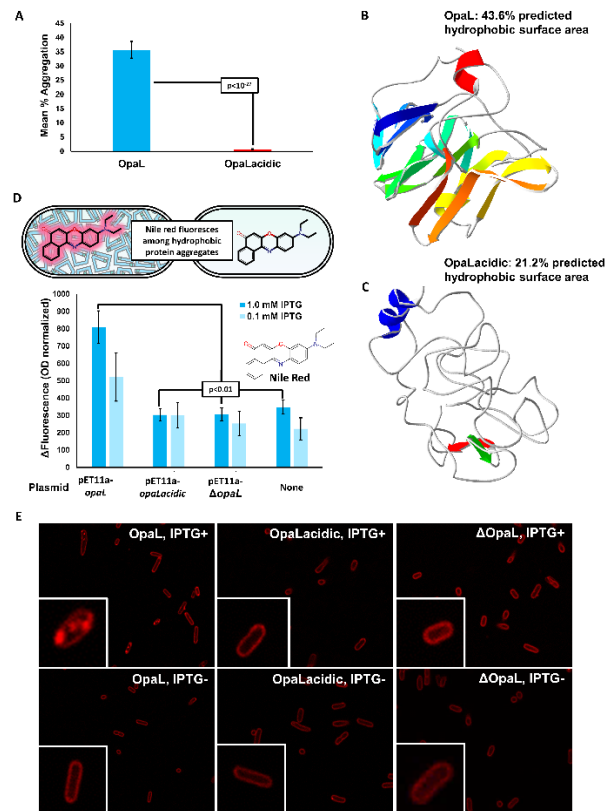 A
Mean % Aggregation
40
35
30
25
20
15
10
5
0
p<10⁻²⁷
OpaL
OpaLacidic
B
OpaL: 43.6% predicted
hydrophobic surface area
OpaLacidic: 21.2% predicted
hydrophobic surface area
C
D
Nile red fluoresces
among hydrophobic
protein aggregates
ΔFluorescence (OD normalized)
1000
900
800
700
600
500
400
300
200
100
0
1.0 mM IPTG
0.1 mM IPTG
Nile Red
p<0.01
Plasmid
pET11a-
opaL
pET11a-
opaLacidic
pET11a-
ΔopaL
None
E
OpaL, IPTG+
OpaLacidic, IPTG+
ΔOpaL, IPTG+
OpaL, IPTG-
OpaLacidic, IPTG-
ΔOpaL, IPTG-